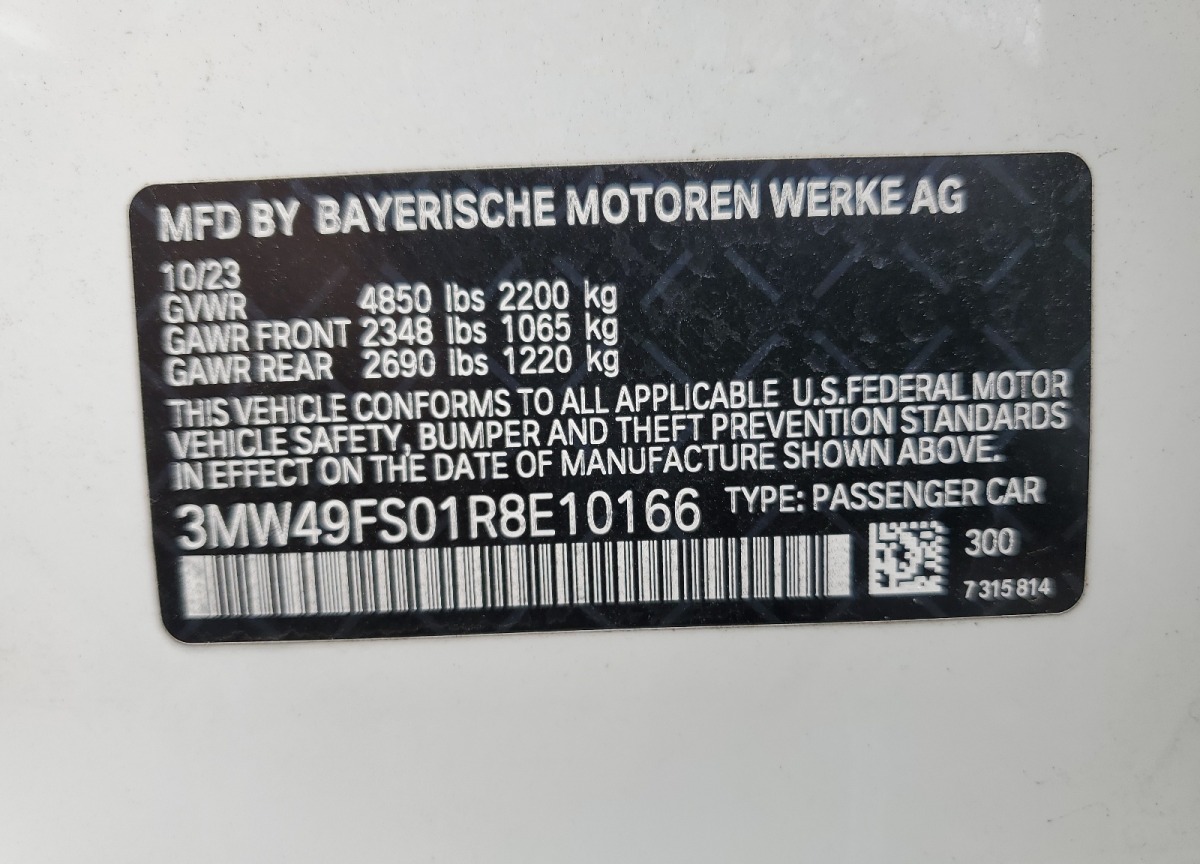 MFD BY BAYERISCHE MOTOREN WERKE AG
10/23
GVWR 4850 lbs 2200 kg
GAWR FRONT 2348 lbs 1065 kg
GAWR REAR 2690 lbs 1220 kg
THIS VEHICLE CONFORMS TO ALL APPLICABLE U.S.FEDERAL MOTOR
VEHICLE SAFETY, BUMPER AND THEFT PREVENTION STANDARDS
IN EFFECT ON THE DATE OF MANUFACTURE SHOWN ABOVE.
3MW49FS01R8E10166 TYPE: PASSENGER CAR
300
7 315 814